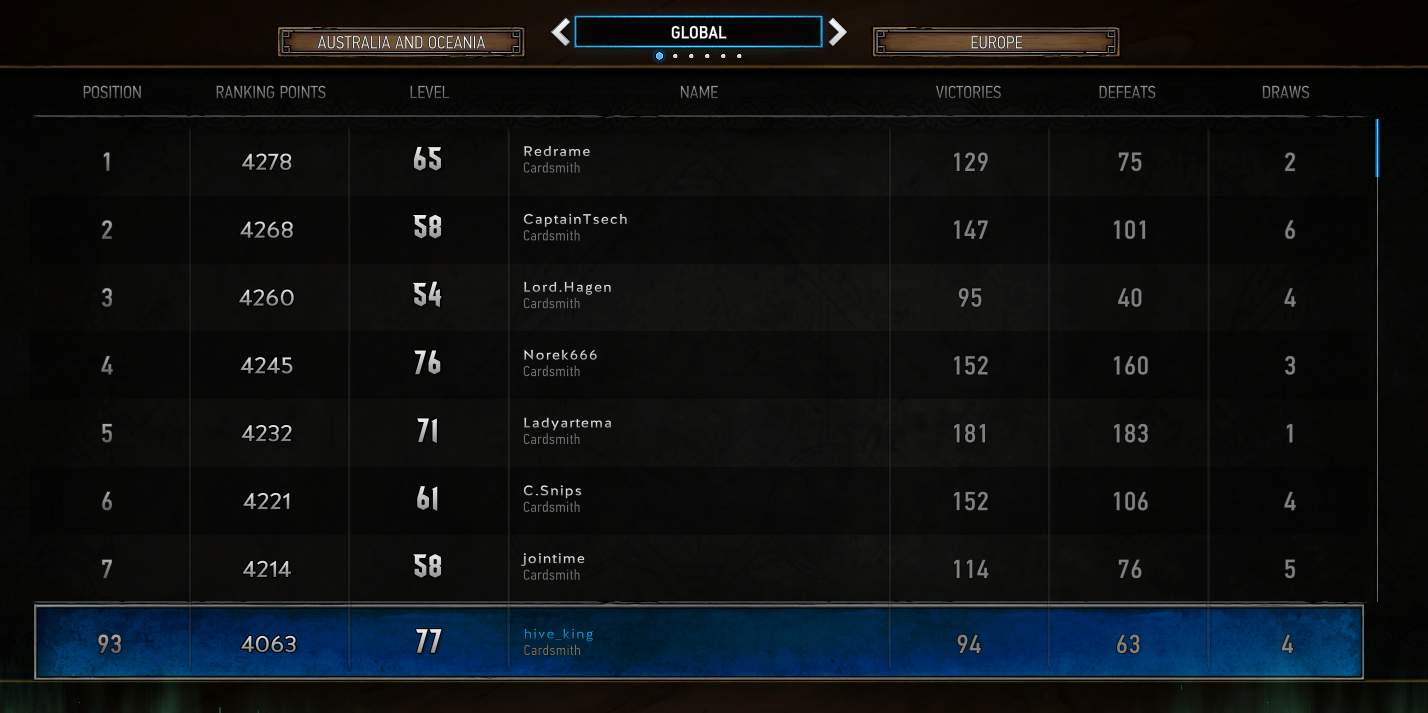 AUSTRALIA AND OCEANIA GLOBAL EUROPE
POSITION RANKING POINTS LEVEL NAME VICTORIES DEFEATS DRAWS
1 4278 65 Redrame 129 75 2
Cardsmith
2 4268 58 CaptainTsech 147 101 6
Cardsmith
3 4260 54 Lord.Hagen 95 40 4
Cardsmith
4 4245 76 Norek666 152 160 3
Cardsmith
5 4232 71 Ladyartema 181 183 1
Cardsmith
6 4221 61 C.Snips 152 106 4
Cardsmith
7 4214 58 jointime 114 76 5
Cardsmith
93 4063 77 hive_king 94 63 4
Cardsmith